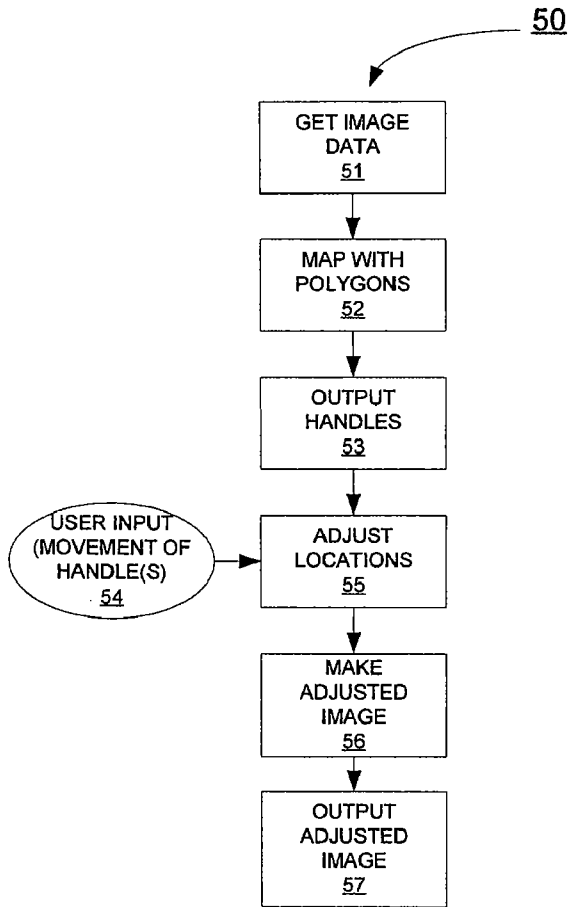 50
GET IMAGE
DATA
51
MAP WITH
POLYGONS
52
OUTPUT
HANDLES
53
USER INPUT
(MOVEMENT OF
HANDLE(S)
54
ADJUST
LOCATIONS
55
MAKE
ADJUSTED
IMAGE
56
OUTPUT
ADJUSTED
IMAGE
57